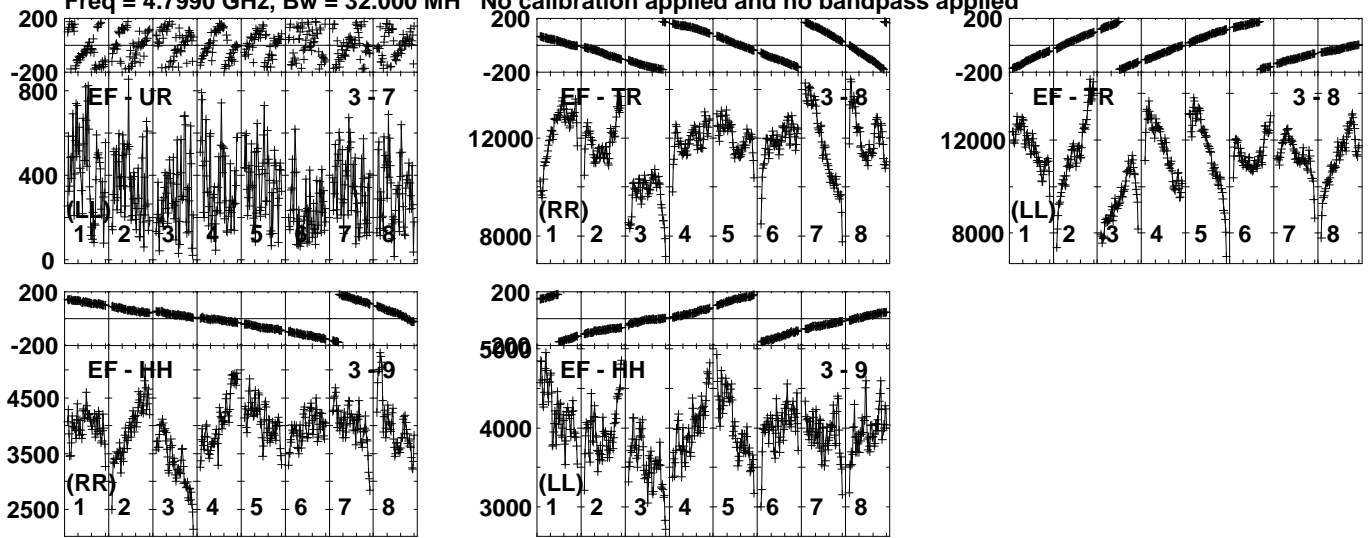 Freq = 4.7990 GHz, Bw = 32.000 MH No calibration applied and no bandpass applied
200
-200
800
400
0
EF - UR 3 - 7
(LL)
1 2 3 4 5 6 7 8
200
-200
12000
8000
EF - TR 3 - 8
(RR)
1 2 3 4 5 6 7 8
200
-200
12000
8000
EF - TR 3 - 8
(LL)
1 2 3 4 5 6 7 8
200
-200
4500
3500
2500
EF - HH 3 - 9
(RR)
1 2 3 4 5 6 7 8
200
-200
5000
4000
3000
EF - HH 3 - 9
(LL)
1 2 3 4 5 6 7 8